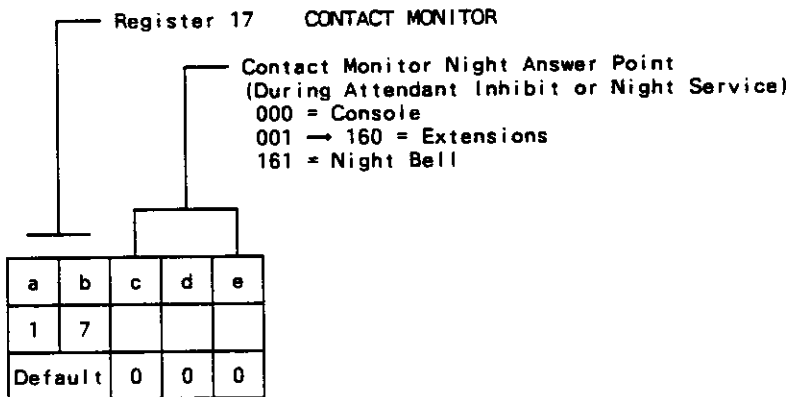 Register 17 CONTACT MONITOR
Contact Monitor Night Answer Point
(During Attendant Inhibit or Night Service)
000 = Console
001 → 160 = Extensions
161 = Night Bell
a b c d e
1 7
Default 0 0 0